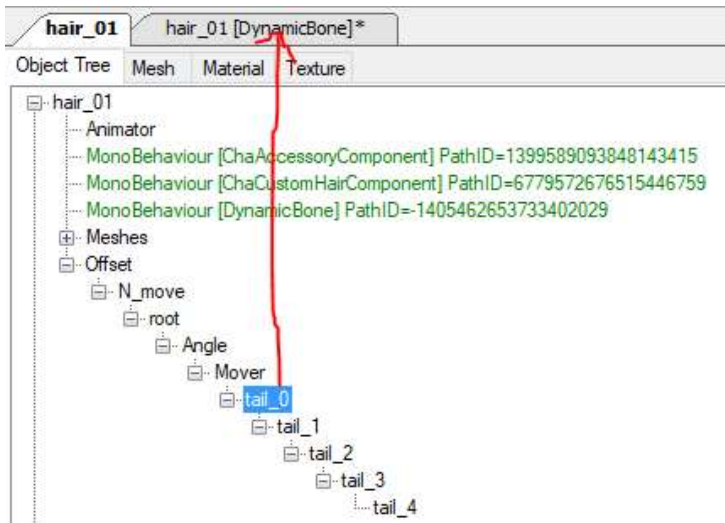 hair_01 hair_01 [DynamicBone]*
Object Tree Mesh Material Texture
hair_01
Animator
MonoBehaviour [ChaAccessoryComponent] PathID=1399589093848143415
MonoBehaviour [ChaCustomHairComponent] PathID=6779572676515446759
MonoBehaviour [DynamicBone] PathID=-1405462653733402029
Meshes
Offset
N_move
root
Angle
Mover
tail_0
tail_1
tail_2
tail_3
tail_4